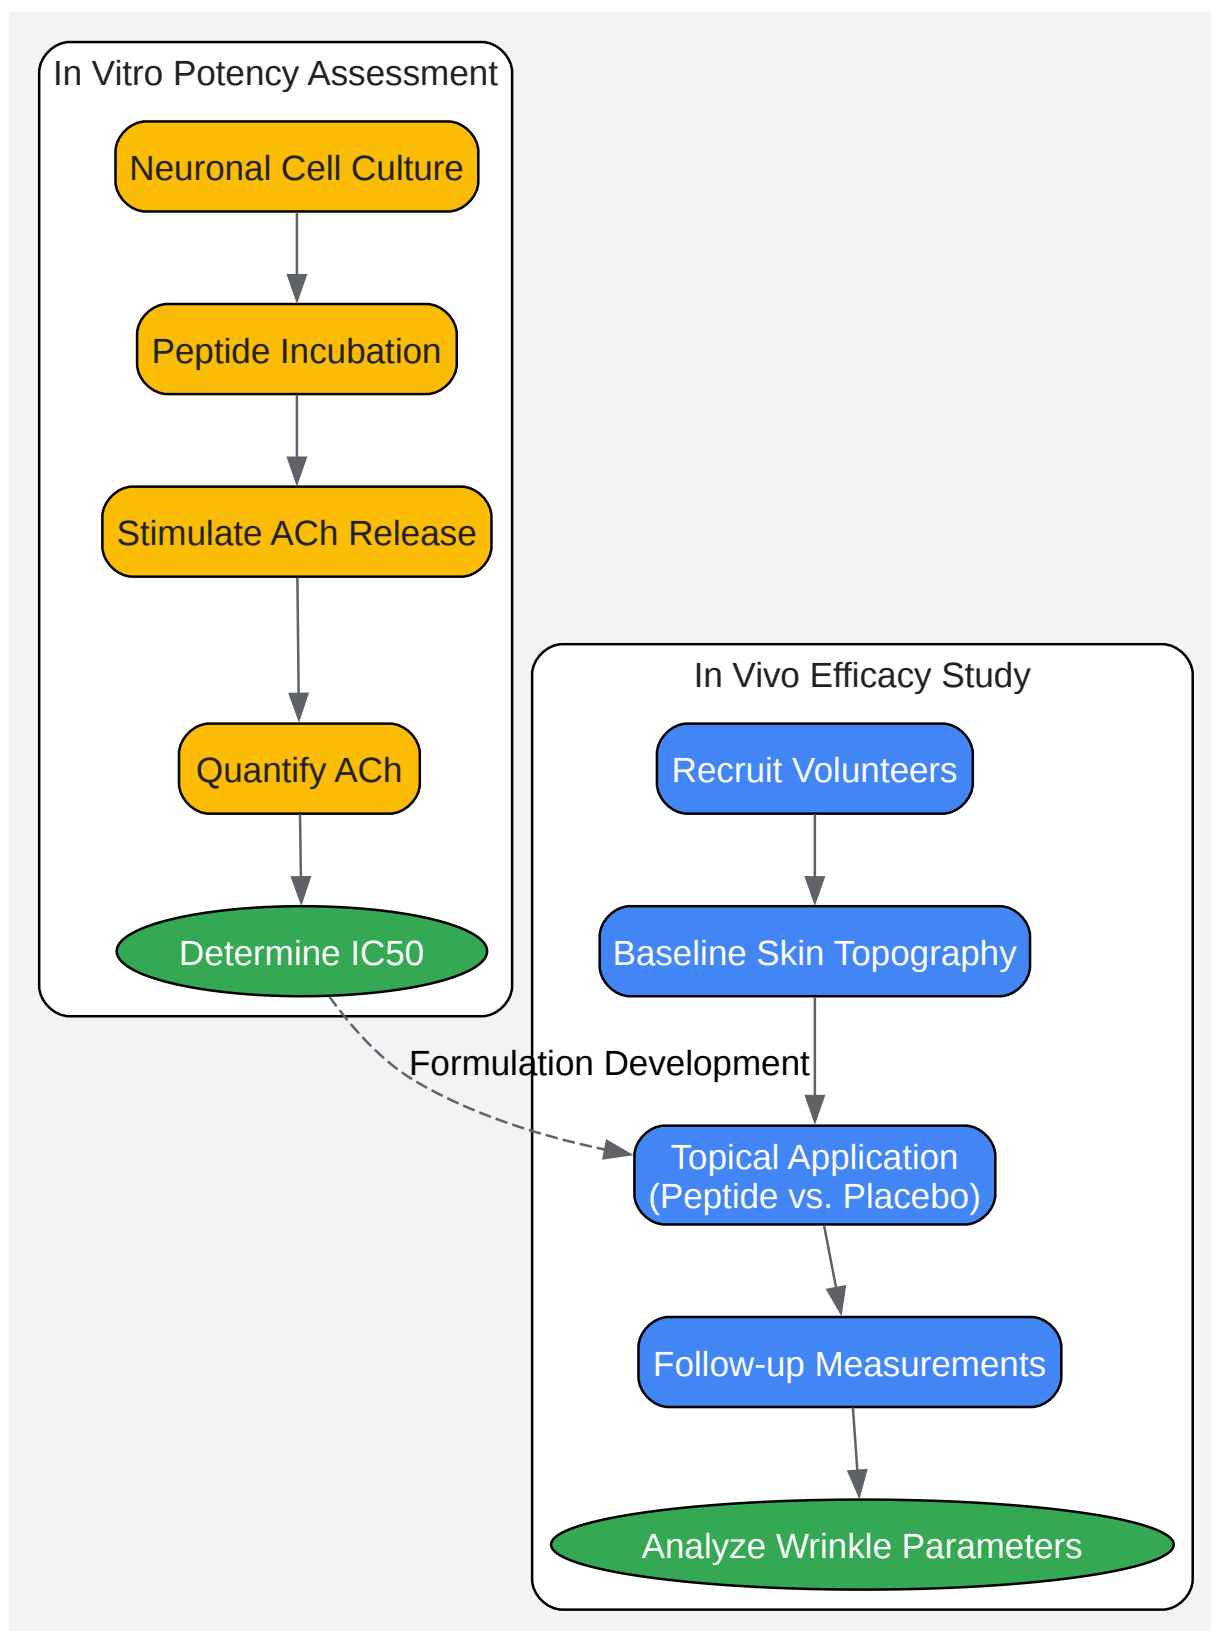 In Vitro Potency Assessment
Neuronal Cell Culture
Peptide Incubation
Stimulate ACh Release
Quantify ACh
Determine IC50
Formulation Development
In Vivo Efficacy Study
Recruit Volunteers
Baseline Skin Topography
Topical Application
(Peptide vs. Placebo)
Follow-up Measurements
Analyze Wrinkle Parameters